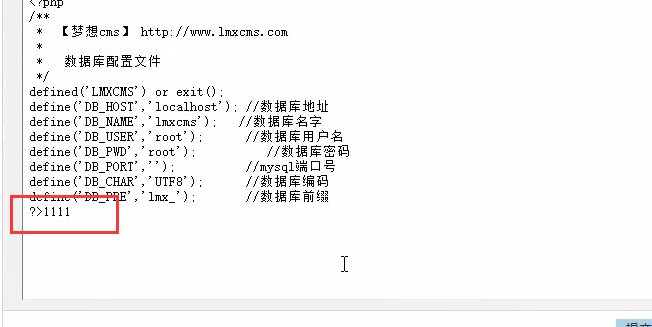 <?php
/**
 * 【梦想cms】 http://www.lmxcms.com
 *
 *  数据库配置文件
 */
defined('LMXCMS') or exit();
define('DB_HOST','localhost'); //数据库地址
define('DB_NAME','lmxcms');  //数据库名字
define('DB_USER','root');    //数据库用户名
define('DB_PWD','root');       //数据库密码
define('DB_PORT','');      //mysql端口号
define('DB_CHAR','UTF8');    //数据库编码
define('DB_PRE','lmx_');    //数据库前缀
?>1111